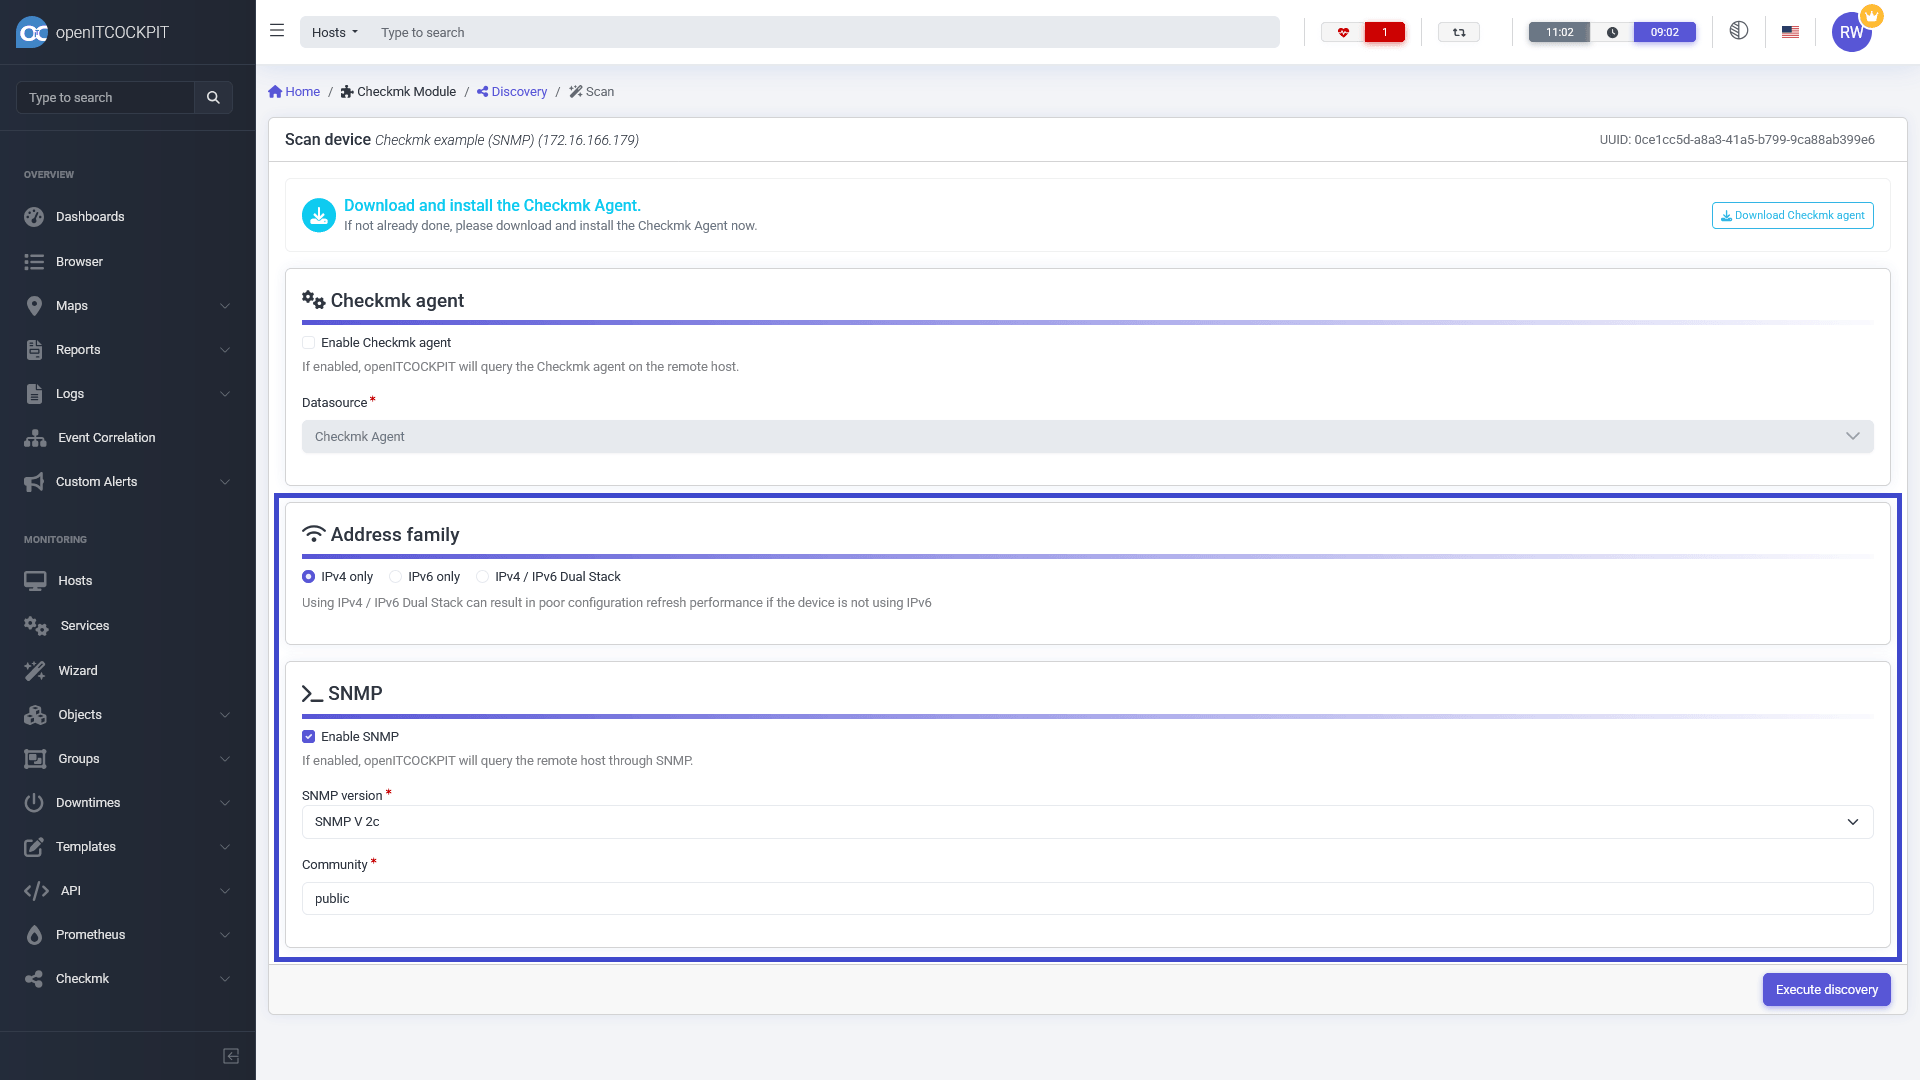 openITCOCKPIT
Hosts
Type to search
1
11:02
09:02
RW
Type to search
OVERVIEW
Dashboards
Browser
Maps
Reports
Logs
Event Correlation
Custom Alerts
MONITORING
Hosts
Services
Wizard
Objects
Groups
Downtimes
Templates
API
Prometheus
Checkmk
Home / Checkmk Module / Discovery / Scan
Scan device Checkmk example (SNMP) (172.16.166.179)
UUID: 0ce1cc5d-a8a3-41a5-b799-9ca88ab399e6
Download and install the Checkmk Agent.
If not already done, please download and install the Checkmk Agent now.
Download Checkmk agent
Checkmk agent
Enable Checkmk agent
If enabled, openITCOCKPIT will query the Checkmk agent on the remote host.
Datasource *
Checkmk Agent
Address family
IPv4 only IPv6 only IPv4 / IPv6 Dual Stack
Using IPv4 / IPv6 Dual Stack can result in poor configuration refresh performance if the device is not using IPv6
SNMP
Enable SNMP
If enabled, openITCOCKPIT will query the remote host through SNMP.
SNMP version *
SNMP V 2c
Community *
public
Execute discovery